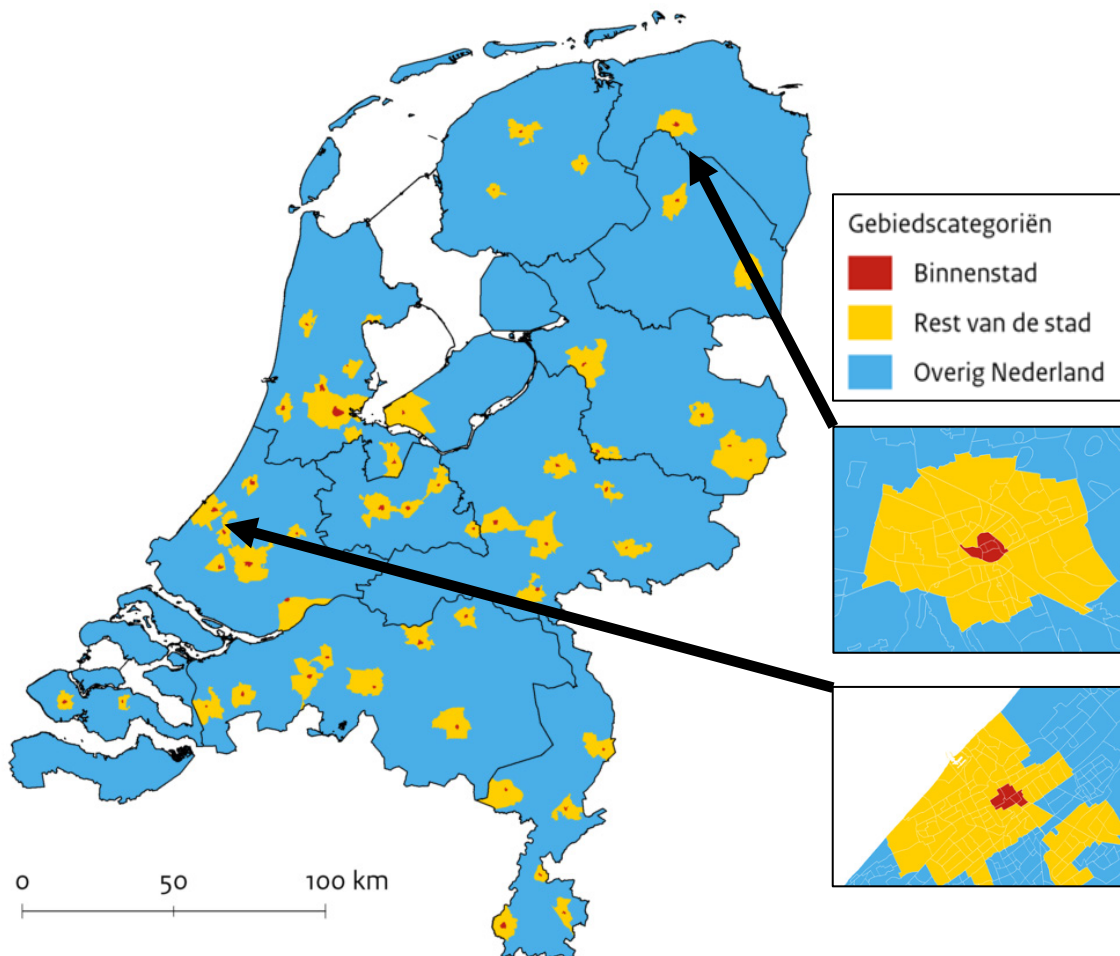 Gebiedscategoriën
Binnenstad
Rest van de stad
Overig Nederland
0 50 100 km